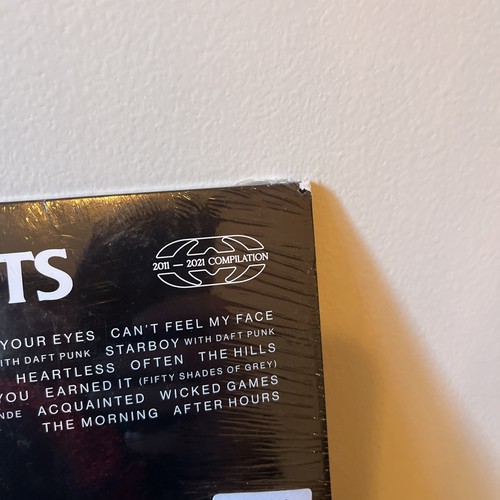 TS
2011 — 2021 COMPILATION
YOUR EYES CAN'T FEEL MY FACE
WITH DAFT PUNK STARBOY WITH DAFT PUNK
HEARTLESS OFTEN THE HILLS
YOU EARNED IT (FIFTY SHADES OF GREY)
NDE ACQUAINTED WICKED GAMES
THE MORNING AFTER HOURS